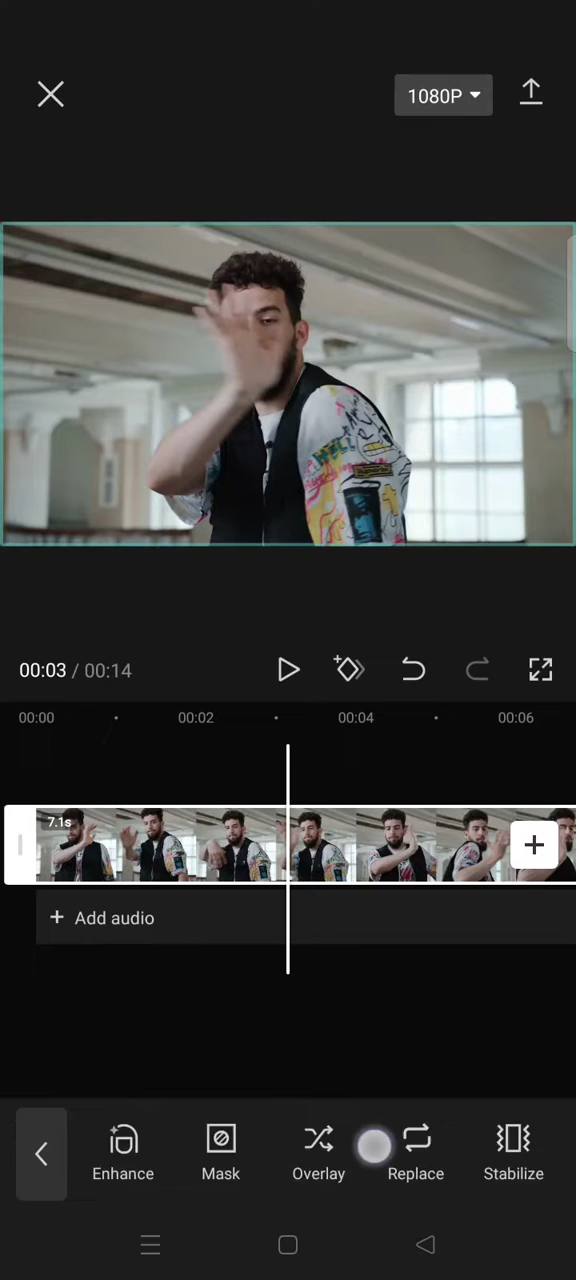 1080P
00:03 / 00:14
00:00 00:02 00:04 00:06
7.1s
+ Add audio
Enhance Mask Overlay Replace Stabilize